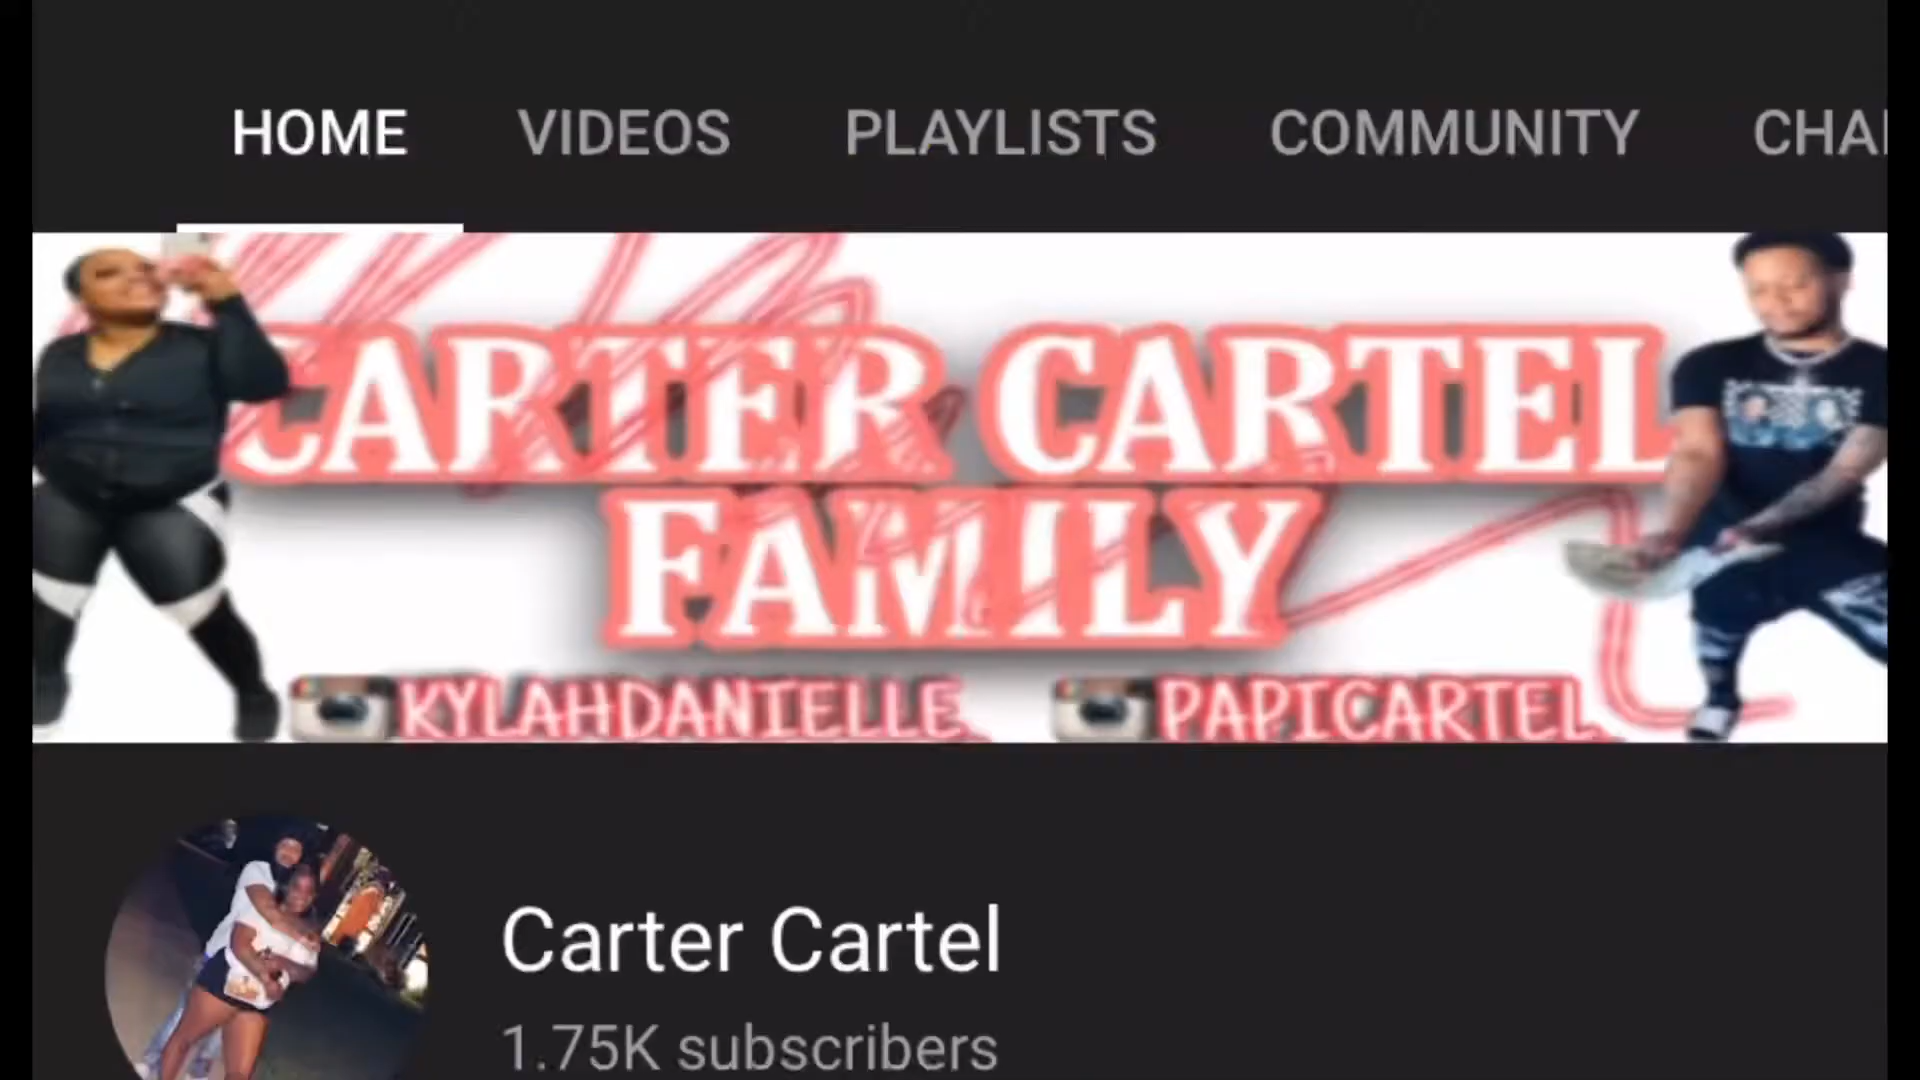 HOME VIDEOS PLAYLISTS COMMUNITY CHA
CARTER CARTEL
FAMILY
KYLAHDANIELLE PAPICARTEL
Carter Cartel
1.75K subscribers